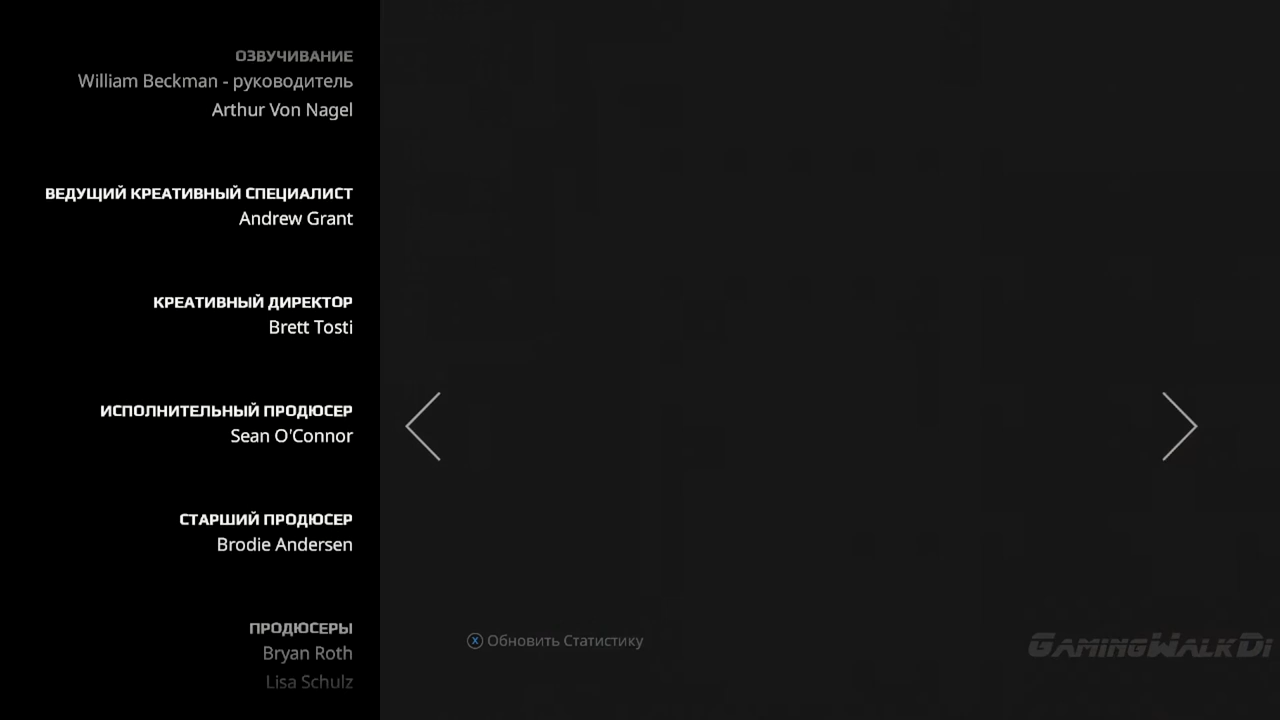 ОЗВУЧИВАНИЕ
William Beckman - руководитель
Arthur Von Nagel
ВЕДУЩИЙ КРЕАТИВНЫЙ СПЕЦИАЛИСТ
Andrew Grant
КРЕАТИВНЫЙ ДИРЕКТОР
Brett Tosti
ИСПОЛНИТЕЛЬНЫЙ ПРОДЮСЕР
Sean O'Connor
СТАРШИЙ ПРОДЮСЕР
Brodie Andersen
ПРОДЮСЕРЫ
Bryan Roth
Lisa Schulz
X Обновить Статистику
GAMINGWALKDI